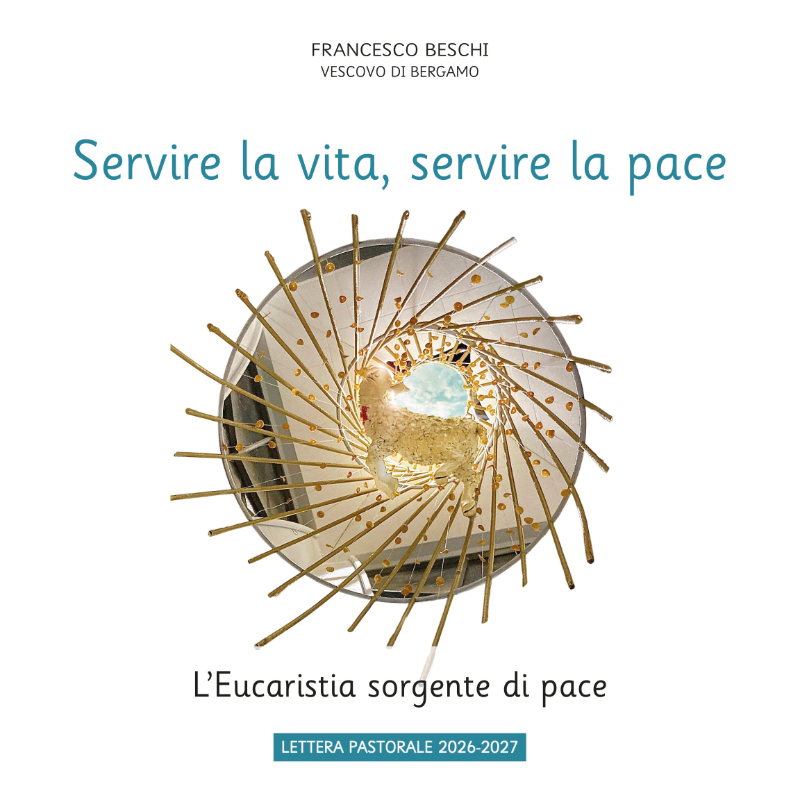 FRANCESCO BESCHI
VESCOVO DI BERGAMO
Servire la vita, servire la pace
L'Eucaristia sorgente di pace
LETTERA PASTORALE 2026-2027